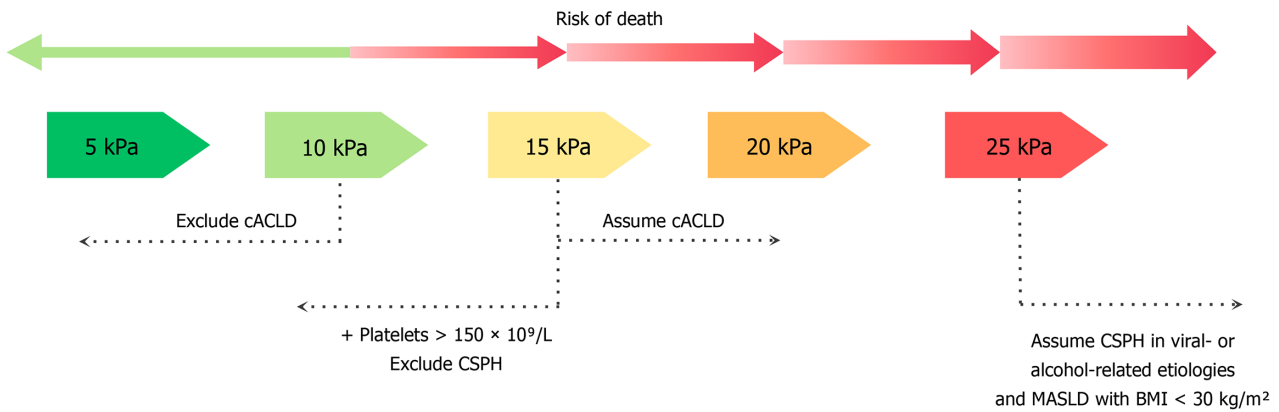 Risk of death
5 kPa
10 kPa
15 kPa
20 kPa
25 kPa
Exclude cACLD
Assume cACLD
+ Platelets > 150 × 10⁹/L
Exclude CSPH
Assume CSPH in viral- or
alcohol-related etiologies
and MASLD with BMI < 30 kg/m²